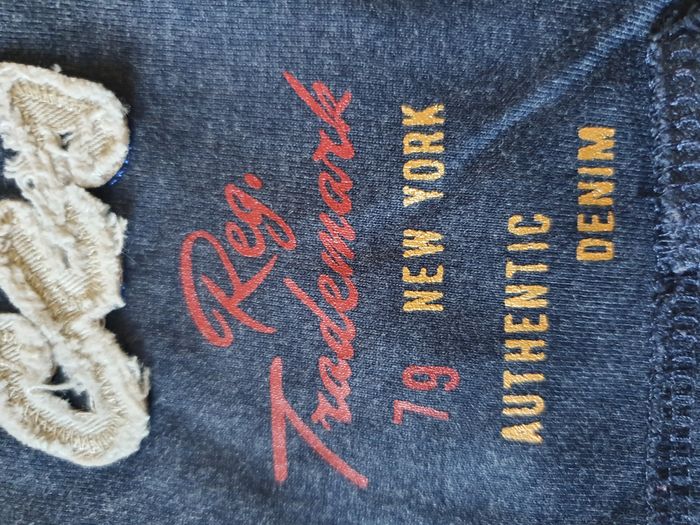 Reg.
Trademark
79 NEW YORK
AUTHENTIC
DENIM